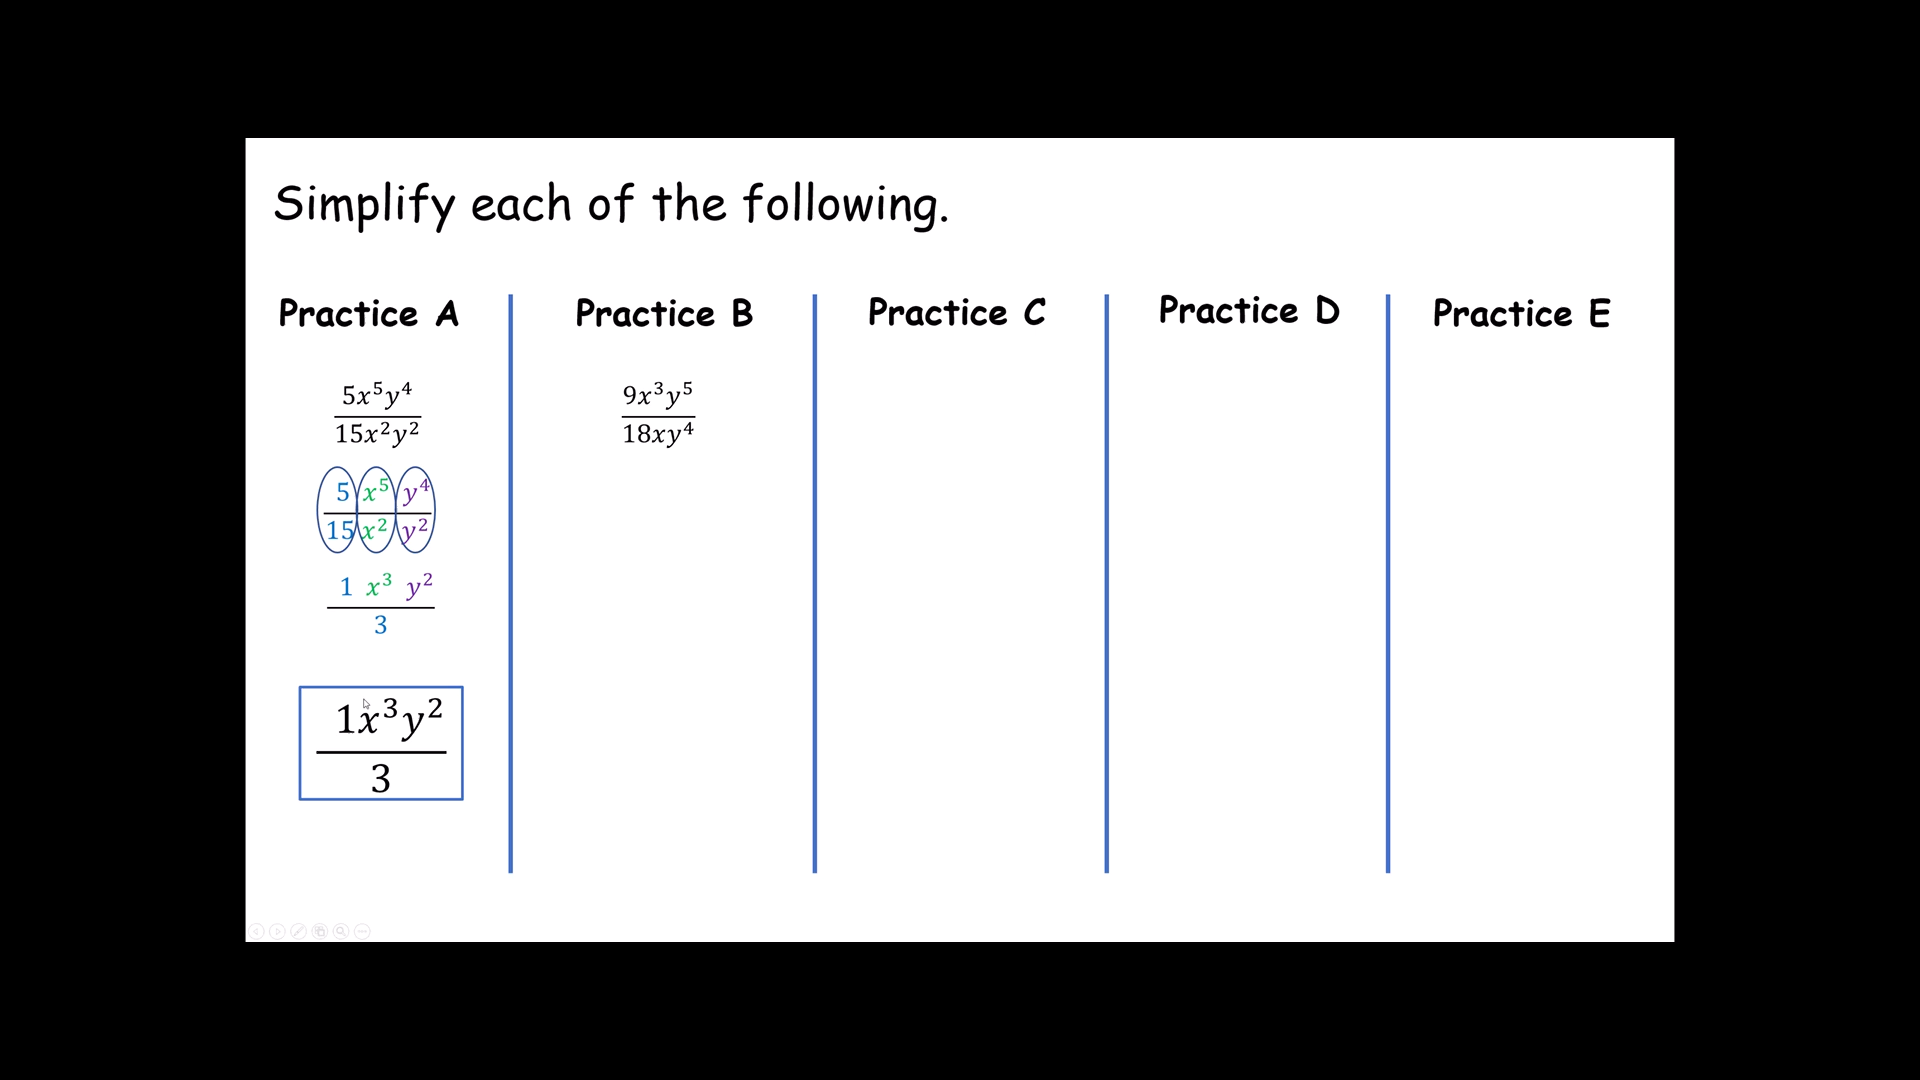 Simplify each of the following.
Practice A
5x⁵y⁴
15x²y²
5 x⁵ y⁴
15 x² y²
1 x³ y²
3
1x³y²
3
Practice B
9x³y⁵
18xy⁴
Practice C
Practice D
Practice E